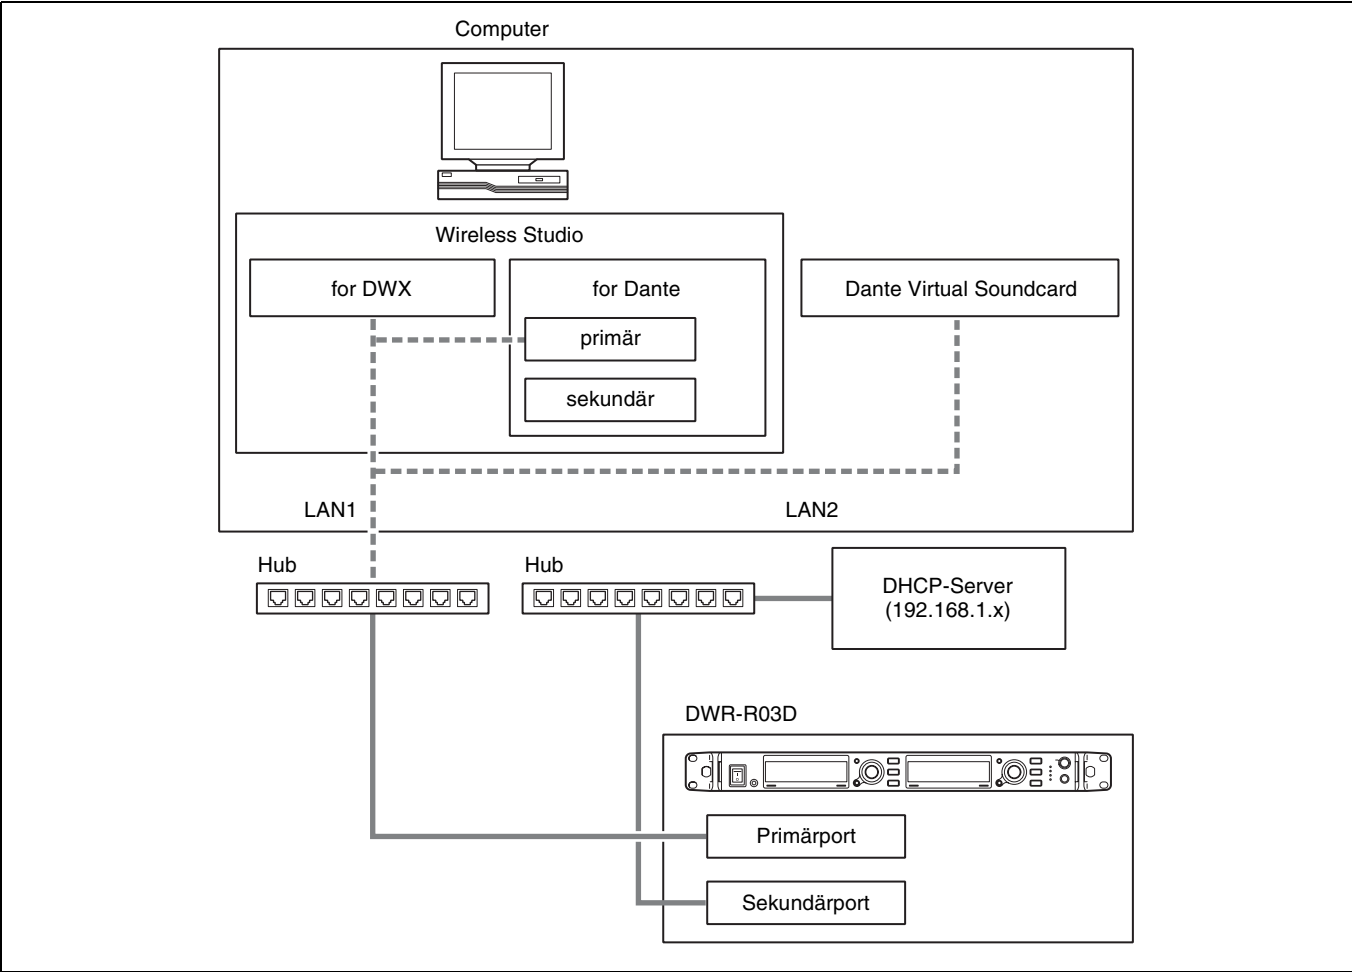 Computer
Wireless Studio
for DWX
for Dante
Dante Virtual Soundcard
primär
sekundär
LAN1
LAN2
Hub
Hub
DHCP-Server
(192.168.1.x)
DWR-R03D
Primärport
Sekundärport